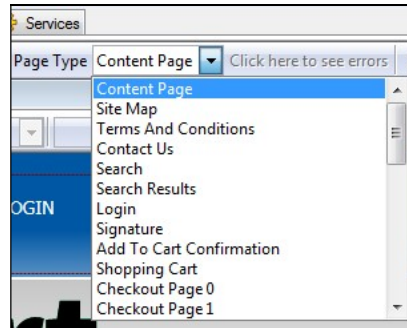 Services
Page Type Content Page Click here to see errors
Content Page
Site Map
Terms And Conditions
Contact Us
Search
Search Results
OGIN
Login
Signature
Add To Cart Confirmation
Shopping Cart
Checkout Page 0
Checkout Page 1